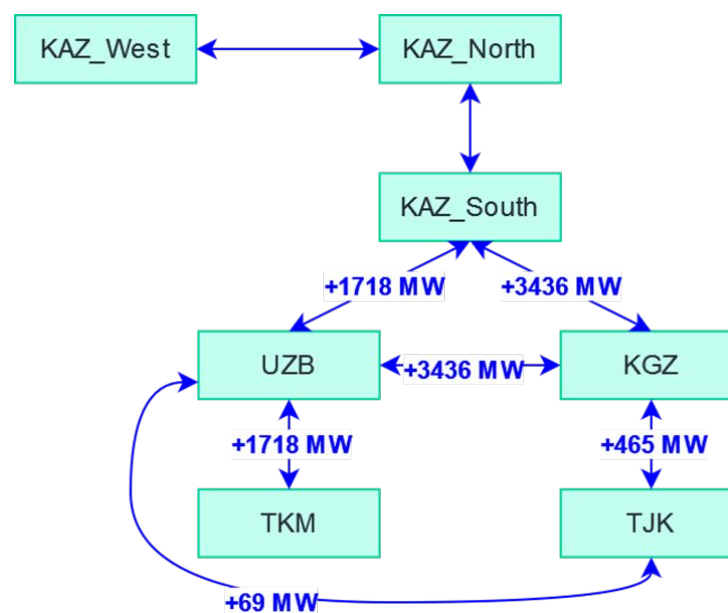 KAZ_West
KAZ_North
KAZ_South
+1718 MW
+3436 MW
UZB
+3436 MW
KGZ
+1718 MW
+465 MW
TKM
TJK
+69 MW